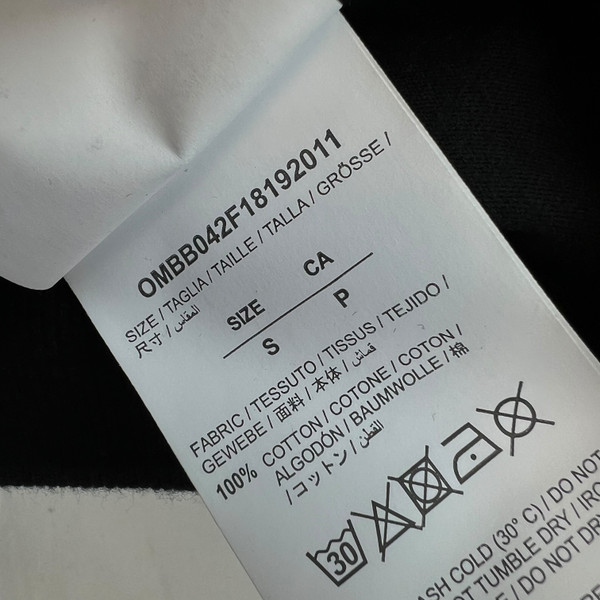 OMBB042F18192011
SIZE / TAGLIA / TAILLE / TALLA / GRÖSSE /
尺寸 / المقاس
SIZE CA
S P
FABRIC / TESSUTO / TISSUS / TEJIDO /
GEWEBE / 面料 / 本体 / قماش
100% COTTON / COTONE / COTON /
ALGODÓN / BAUMWOLLE / 棉
/ コットン / القطن
30
ASH COLD (30° C) / DO NOT
NOT TUMBLE DRY / IRO
E / DO NOT DR